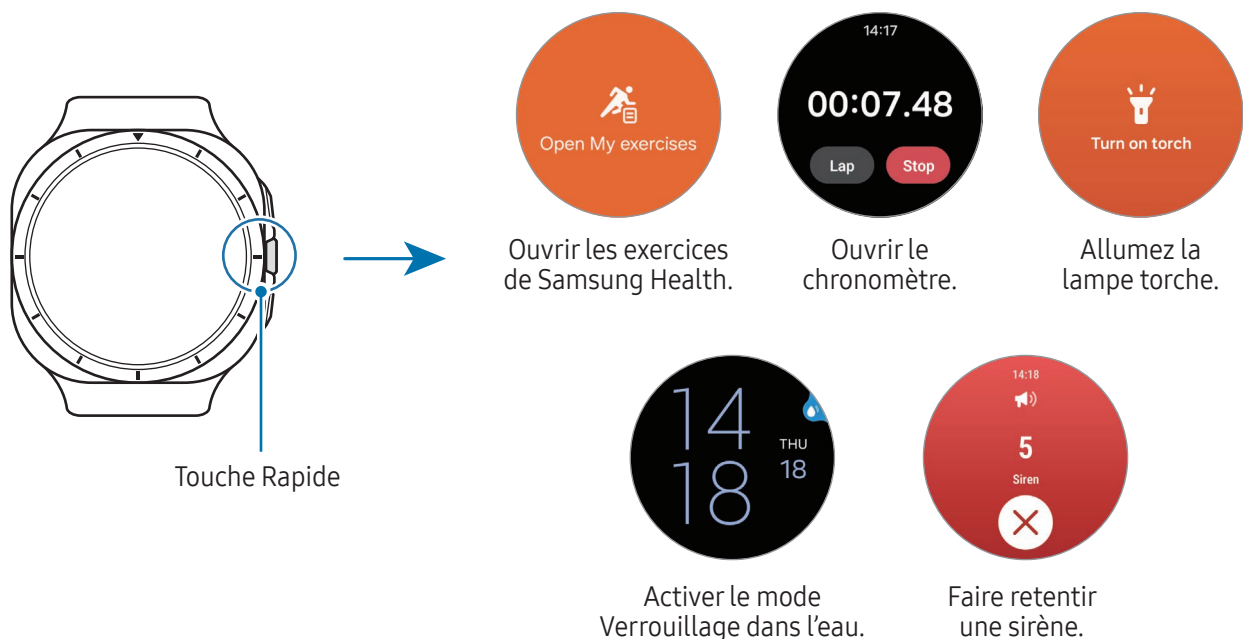 14:17
00:07.48
Lap
Stop
Open My exercises
Turn on torch
Ouvrir les exercices
de Samsung Health.
Ouvrir le
chronomètre.
Allumez la
lampe torche.
Touche Rapide
14
18
THU
18
14:18
5
Siren
Activer le mode
Verrouillage dans l’eau.
Faire retentir
une sirène.